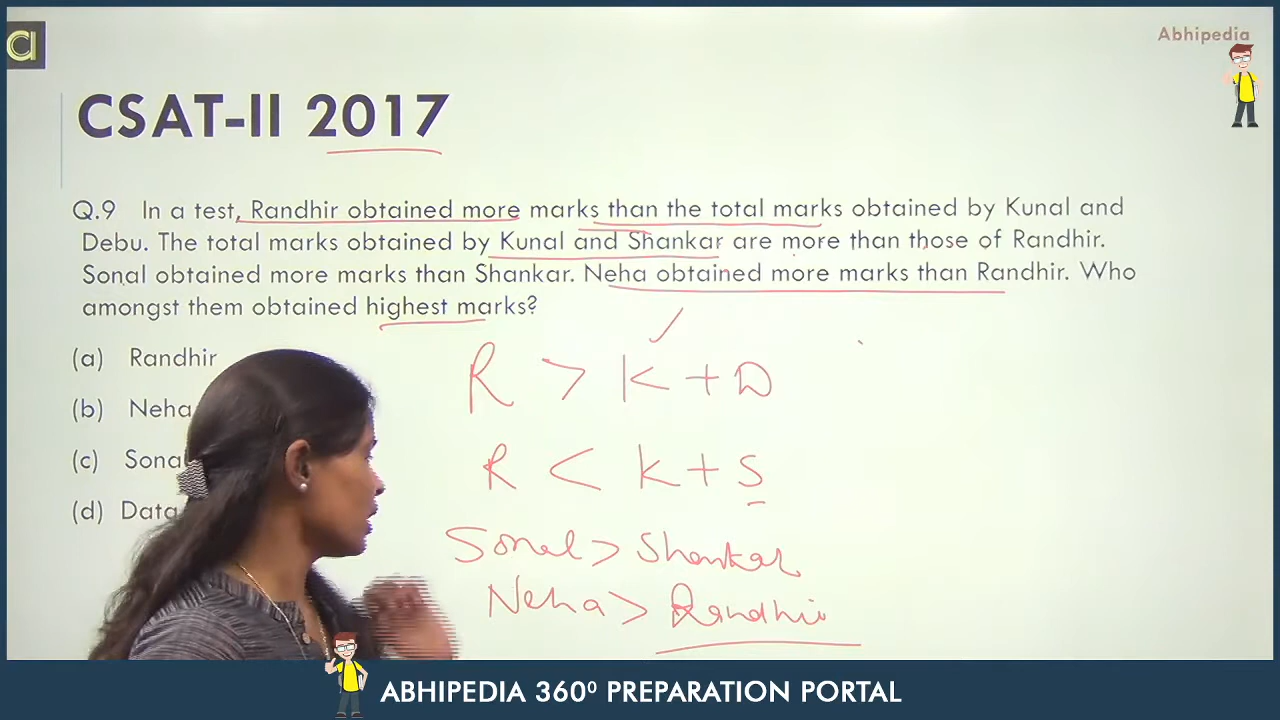 Abhipedia
a
CSAT-II 2017
Q.9 In a test, Randhir obtained more marks than the total marks obtained by Kunal and
Debu. The total marks obtained by Kunal and Shankar are more than those of Randhir.
Sonal obtained more marks than Shankar. Neha obtained more marks than Randhir. Who
amongst them obtained highest marks?
(a) Randhir
(b) Neha
(c) Sona
(d) Data
R > K + D
R < K + S
Sonal > Shankar
Neha > Randhir
ABHIPEDIA 360⁰ PREPARATION PORTAL